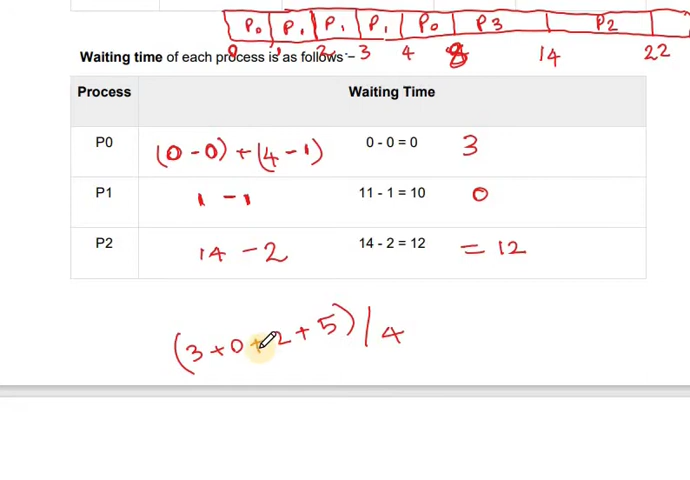 P0 P1 P1 P1 P0 P3 P2
0 1 2 3 4 8 14 22
Waiting time of each process is as follows –
Process Waiting Time
P0 (0 - 0) + (4 - 1) 0 - 0 = 0 3
P1 1 - 1 11 - 1 = 10 0
P2 14 - 2 14 - 2 = 12 = 12
(3 + 0 + 2 + 5) / 4